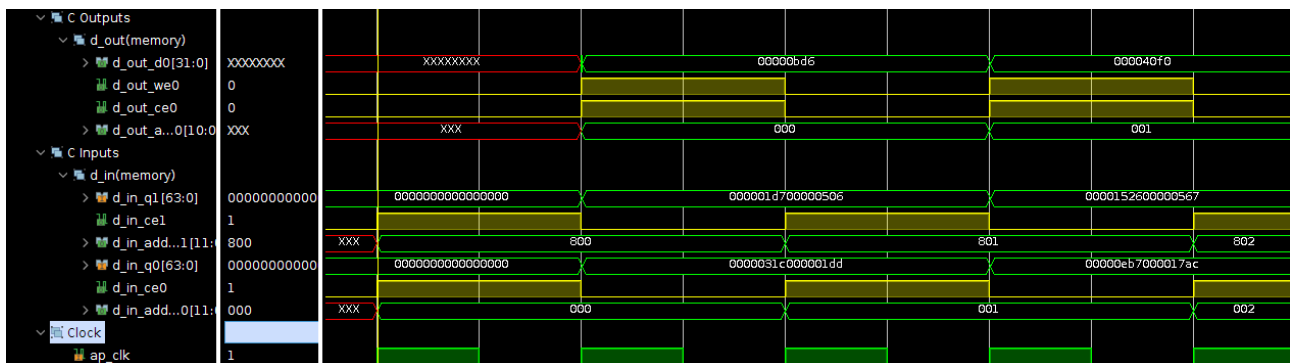 C Outputs
d_out(memory)
d_out_d0[31:0] XXXXXXXX XXXXXXXX 00000bd6 000040f0
d_out_we0 0
d_out_ce0 0
d_out_a...0[10:0 XXX XXX 000 001
C Inputs
d_in(memory)
d_in_q1[63:0] 00000000000 0000000000000000 000001d700000506 0000152600000567
d_in_ce1 1
d_in_add...1[11: 800 XXX 800 801 802
d_in_q0[63:0] 00000000000 0000000000000000 0000031c000001dd 00000eb7000017ac
d_in_ce0 1
d_in_add...0[11: 000 XXX 000 001 002
Clock
ap_clk 1